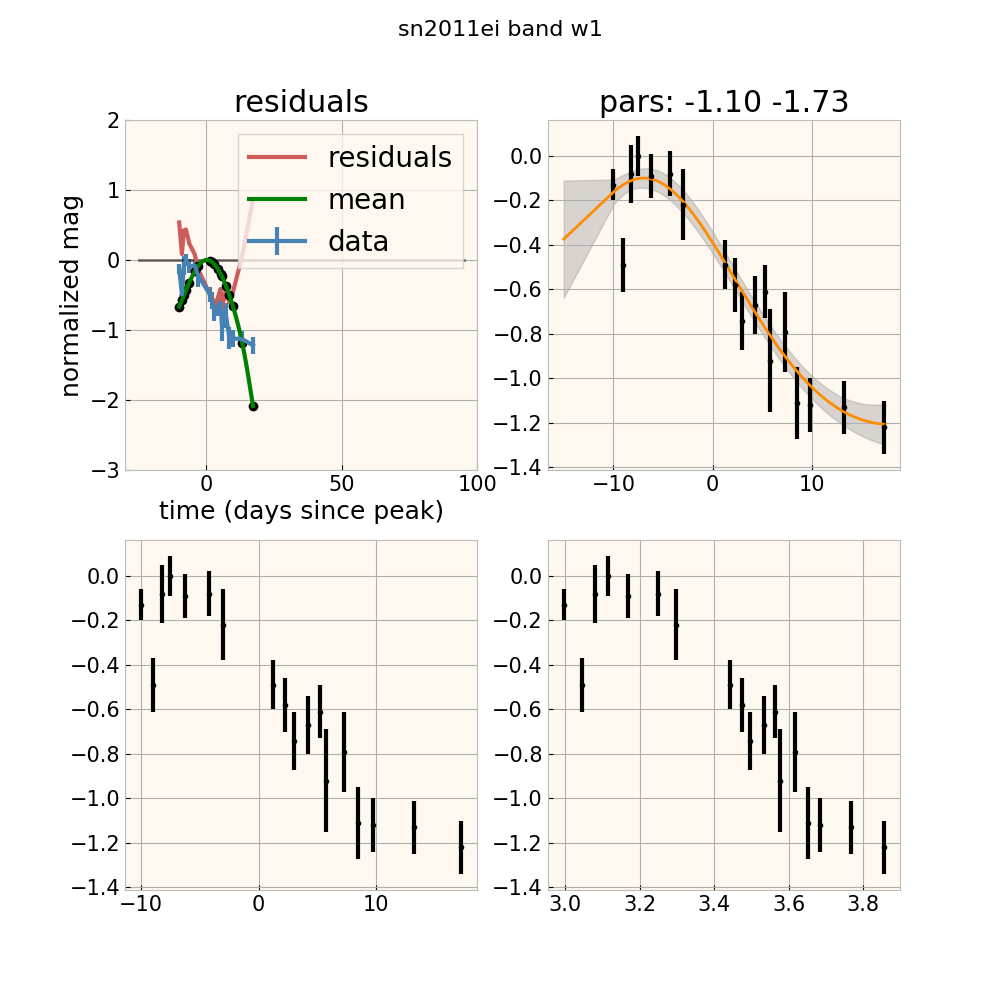 sn2011ei band w1
residuals
pars: -1.10 -1.73
normalized mag
2
1
0
−1
−2
−3
residuals
mean
data
0 50 100
time (days since peak)
0.0
−0.2
−0.4
−0.6
−0.8
−1.0
−1.2
−1.4
−10 0 10
0.0
−0.2
−0.4
−0.6
−0.8
−1.0
−1.2
−1.4
−10 0 10
0.0
−0.2
−0.4
−0.6
−0.8
−1.0
−1.2
−1.4
3.0 3.2 3.4 3.6 3.8